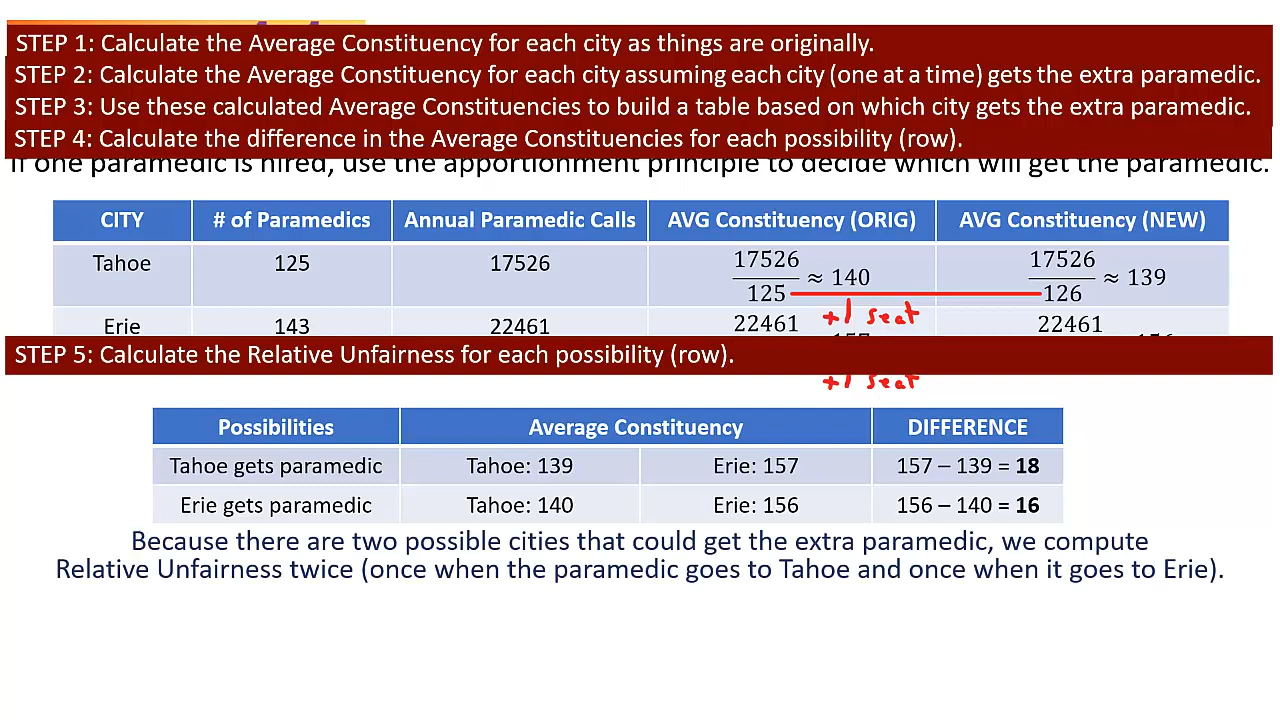 STEP 1: Calculate the Average Constituency for each city as things are originally.
STEP 2: Calculate the Average Constituency for each city assuming each city (one at a time) gets the extra paramedic.
STEP 3: Use these calculated Average Constituencies to build a table based on which city gets the extra paramedic.
STEP 4: Calculate the difference in the Average Constituencies for each possibility (row).
If one paramedic is hired, use the apportionment principle to decide which will get the paramedic.
CITY # of Paramedics Annual Paramedic Calls AVG Constituency (ORIG) AVG Constituency (NEW)
Tahoe 125 17526 17526/125 ≈ 140 17526/126 ≈ 139
+1 seat
Erie 143 22461 22461 22461
STEP 5: Calculate the Relative Unfairness for each possibility (row).
+1 seat
Possibilities Average Constituency DIFFERENCE
Tahoe gets paramedic Tahoe: 139 Erie: 157 157 – 139 = 18
Erie gets paramedic Tahoe: 140 Erie: 156 156 – 140 = 16
Because there are two possible cities that could get the extra paramedic, we compute
Relative Unfairness twice (once when the paramedic goes to Tahoe and once when it goes to Erie).